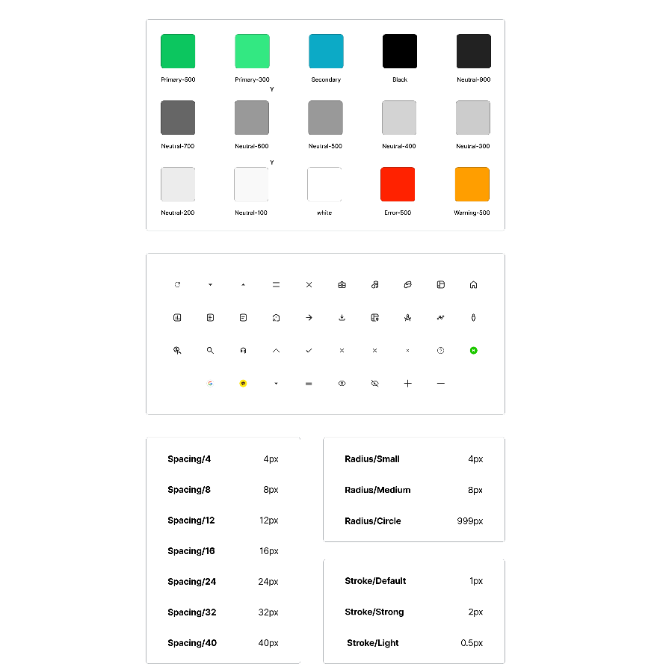 Primery-500 Primery-300 Secondary Black Neutral-900
Y
Neutral-700 Neutral-600 Neutral-500 Neutral-400 Neutral-300
Y
Neutral-200 Neutral-100 white Error-500 Warning-500
Spacing/4 4px
Spacing/8 8px
Spacing/12 12px
Spacing/16 16px
Spacing/24 24px
Spacing/32 32px
Spacing/40 40px
Radius/Small 4px
Radius/Medium 8px
Radius/Circle 999px
Stroke/Default 1px
Stroke/Strong 2px
Stroke/Light 0.5px